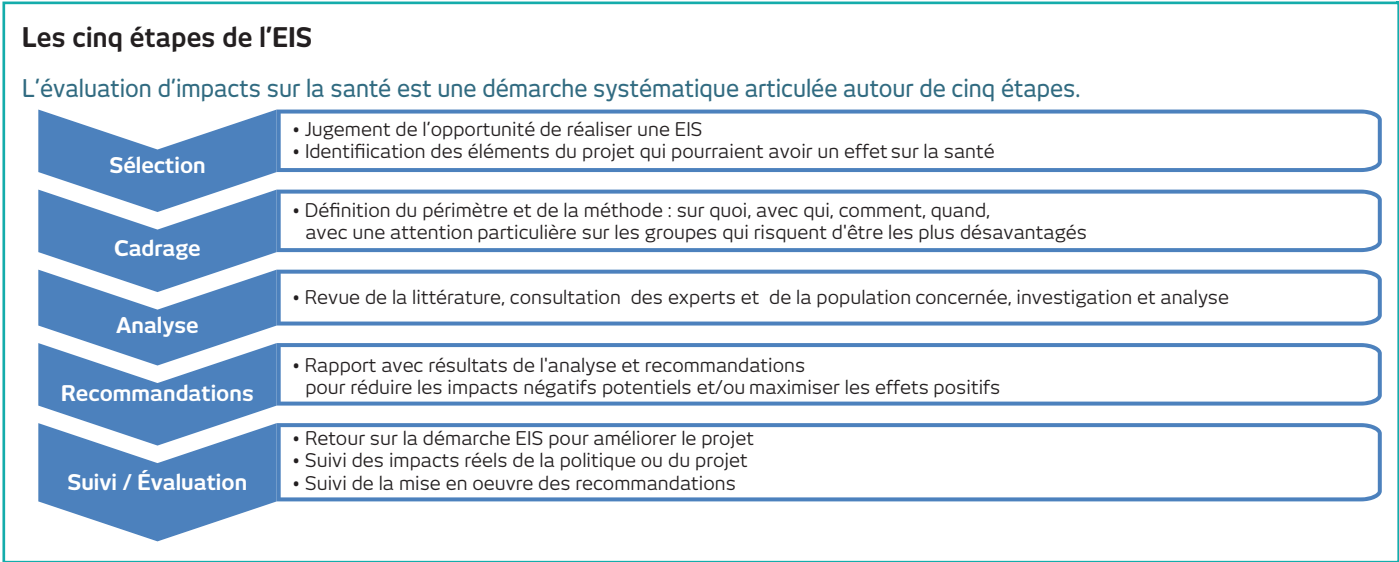 Les cinq étapes de l'EIS
L'évaluation d'impacts sur la santé est une démarche systématique articulée autour de cinq étapes.
Sélection
• Jugement de l'opportunité de réaliser une EIS
• Identifiication des éléments du projet qui pourraient avoir un effet sur la santé
Cadrage
• Définition du périmètre et de la méthode : sur quoi, avec qui, comment, quand,
avec une attention particulière sur les groupes qui risquent d'être les plus désavantagés
Analyse
• Revue de la littérature, consultation des experts et de la population concernée, investigation et analyse
Recommandations
• Rapport avec résultats de l'analyse et recommandations
pour réduire les impacts négatifs potentiels et/ou maximiser les effets positifs
Suivi / Évaluation
• Retour sur la démarche EIS pour améliorer le projet
• Suivi des impacts réels de la politique ou du projet
• Suivi de la mise en oeuvre des recommandations